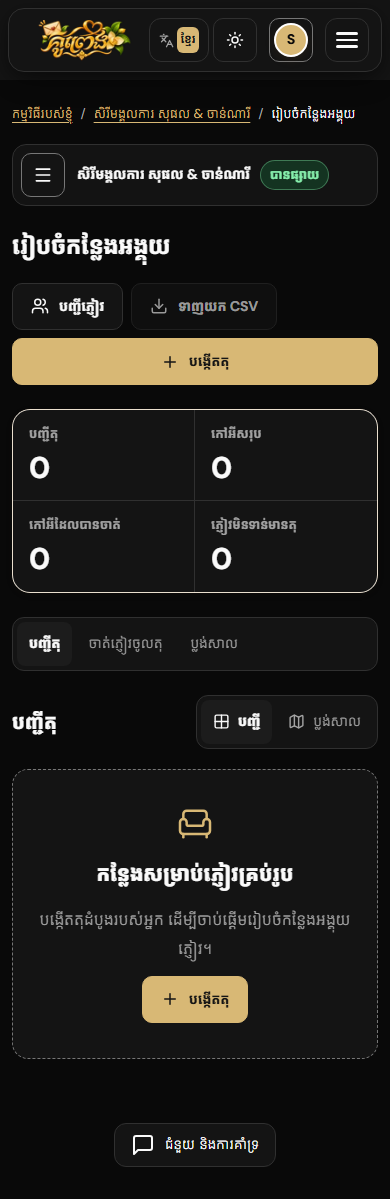 គូព្រេង
ខ្មែរ
S
កម្មវិធីរបស់ខ្ញុំ / សិរីមង្គលការ សុផល & ចាន់ណារី / រៀបចំកន្លែងអង្គុយ
សិរីមង្គលការ សុផល & ចាន់ណារី
បានផ្សាយ
រៀបចំកន្លែងអង្គុយ
បញ្ជីភ្ញៀវ
ទាញយក CSV
បង្កើតតុ
បញ្ជីតុ
កៅអីសរុប
0
0
កៅអីដែលបានចាត់
ភ្ញៀវមិនទាន់មានតុ
0
0
បញ្ជីតុ
ចាត់ភ្ញៀវចូលតុ
ប្លង់សាល
បញ្ជីតុ
បញ្ជី
ប្លង់សាល
កន្លែងសម្រាប់ភ្ញៀវគ្រប់រូប
បង្កើតតុដំបូងរបស់អ្នក ដើម្បីចាប់ផ្តើមរៀបចំកន្លែងអង្គុយ
ភ្ញៀវ។
បង្កើតតុ
ជំនួយ និងការគាំទ្រ